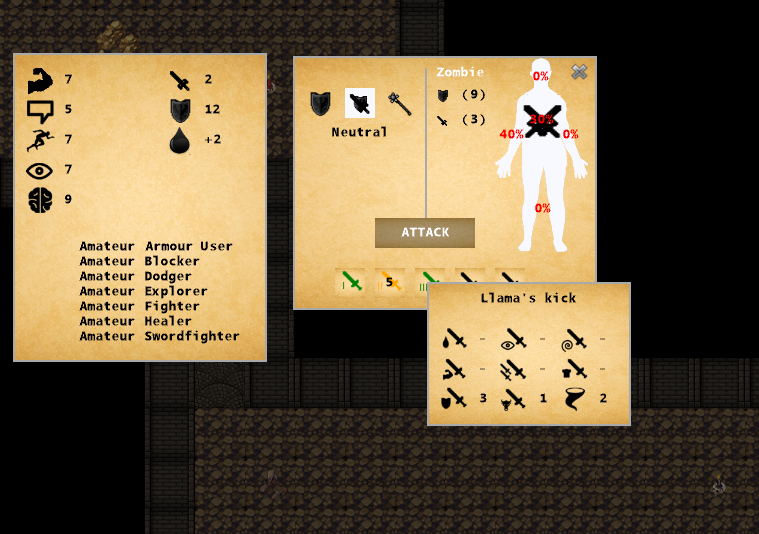 7
2
5
12
7
+2
7
9
Amateur Armour User
Amateur Blocker
Amateur Dodger
Amateur Explorer
Amateur Fighter
Amateur Healer
Amateur Swordfighter
Neutral
Zombie
(9)
(3)
0%
30%
40%
0%
0%
ATTACK
I
5
III
Llama's kick
- - -
- - -
3 1 2